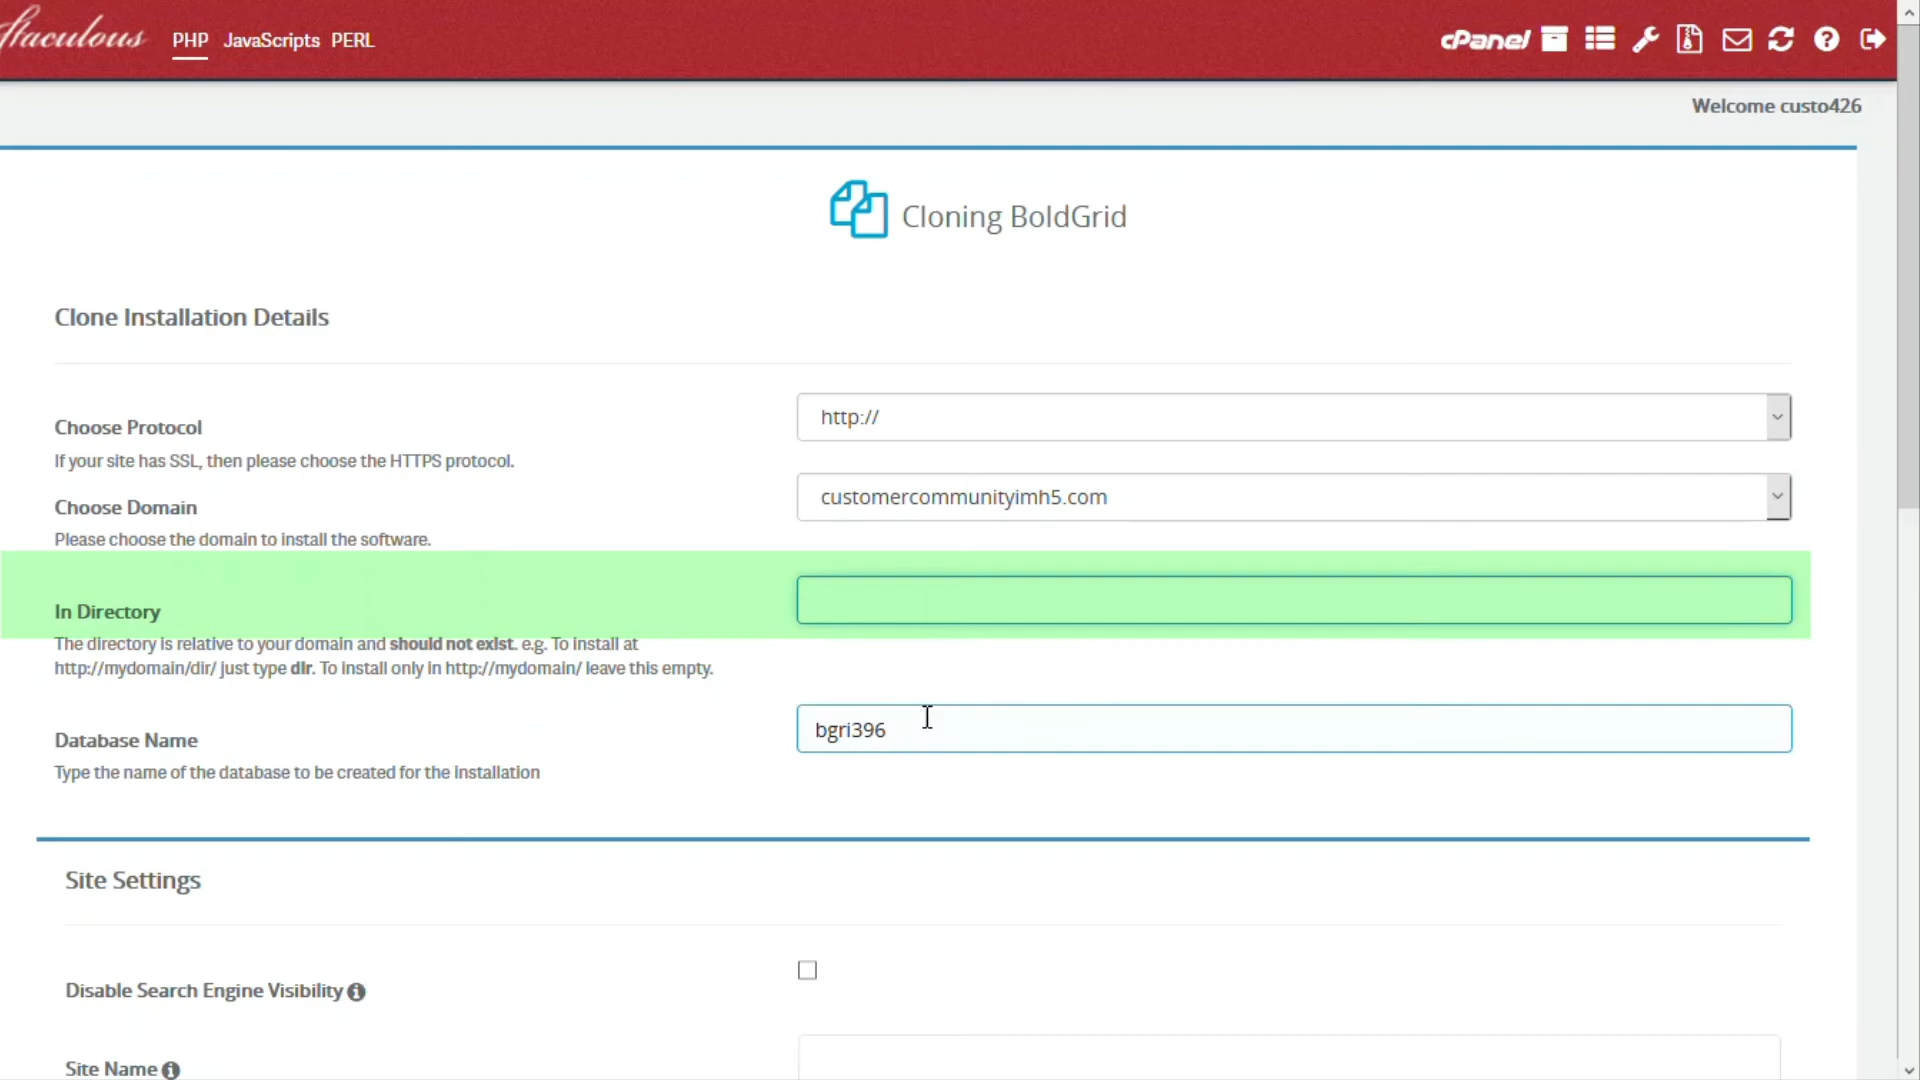 PHP JavaScripts PERL
cPanel
Welcome custo426
Cloning BoldGrid
Clone Installation Details
Choose Protocol
http://
If your site has SSL, then please choose the HTTPS protocol.
Choose Domain
customercommunityimh5.com
Please choose the domain to install the software.
In Directory
The directory is relative to your domain and should not exist. e.g. To install at
http://mydomain/dir/ just type dir. To install only in http://mydomain/ leave this empty.
Database Name
bgri396
Type the name of the database to be created for the installation
Site Settings
Disable Search Engine Visibility
Site Name